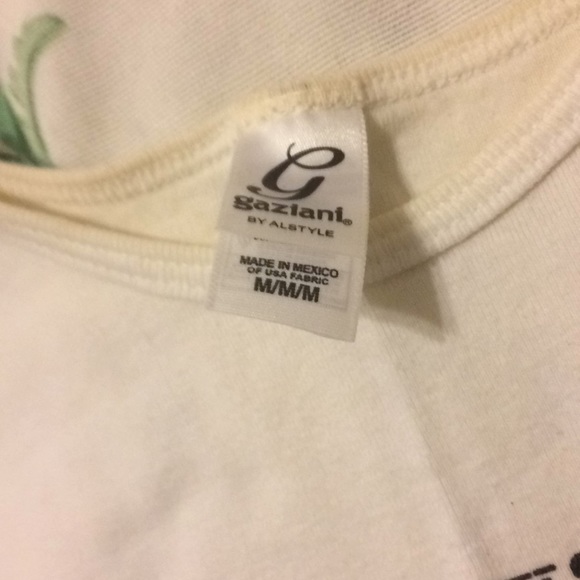 G
gaziani®
BY ALSTYLE
MADE IN MEXICO
OF USA FABRIC
M/M/M